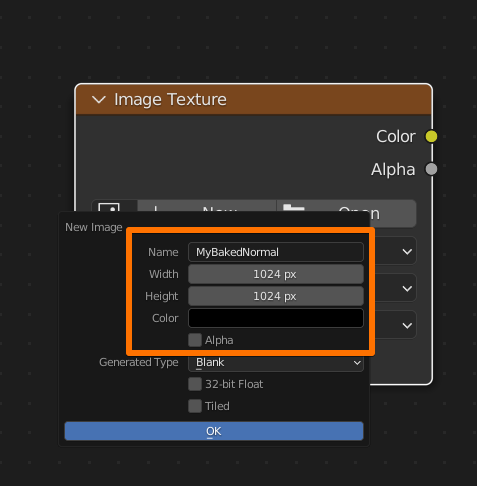 Image Texture
Color
Alpha
New
Open
New Image
Name
MyBakedNormal
Width
1024 px
Height
1024 px
Color
Alpha
Generated Type
Blank
32-bit Float
Tiled
OK